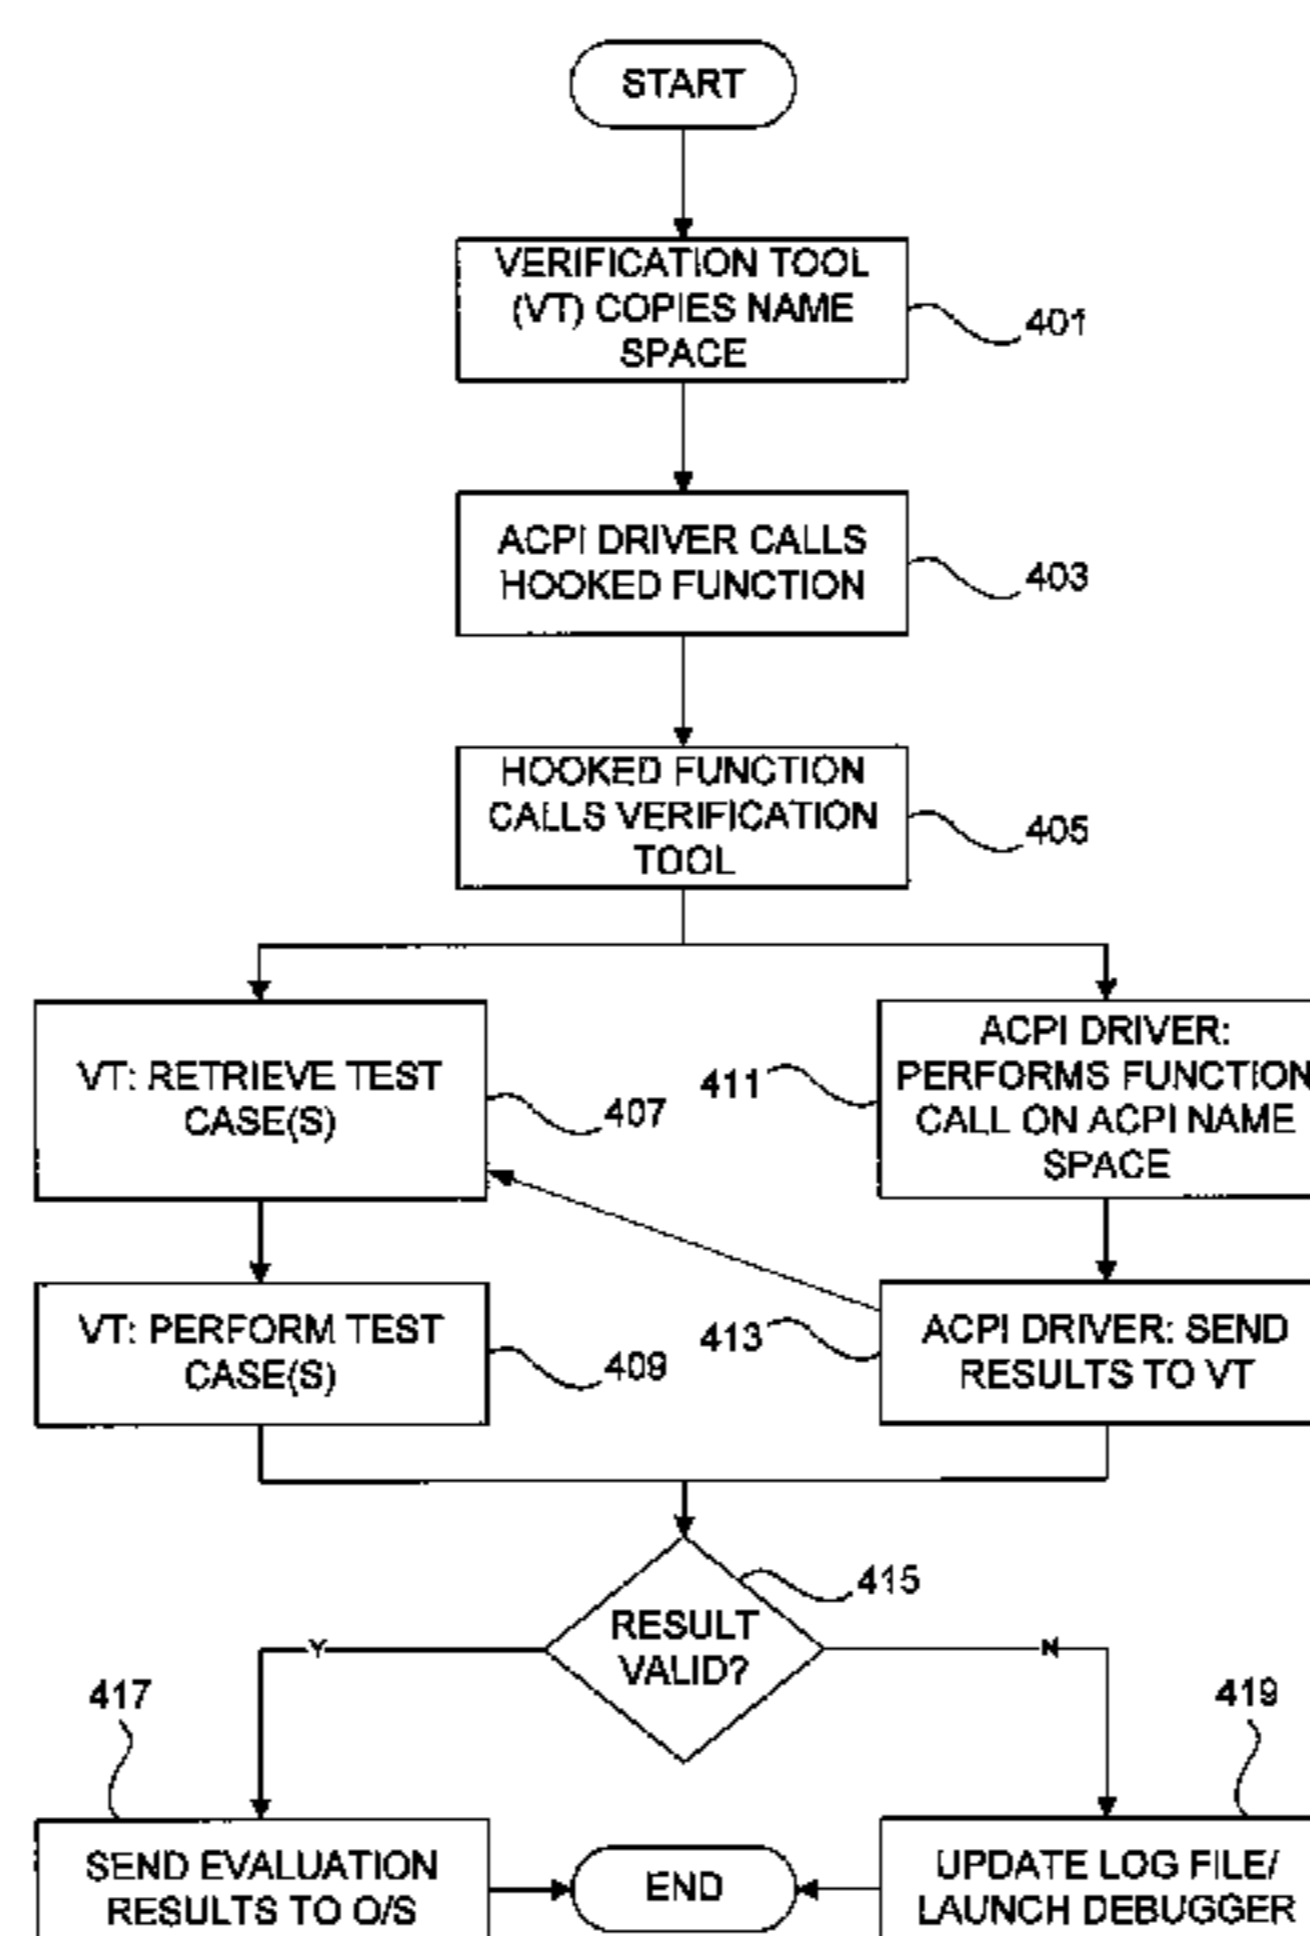 START
VERIFICATION TOOL
(VT) COPIES NAME
SPACE
401
ACPI DRIVER CALLS
HOOKED FUNCTION
403
HOOKED FUNCTION
CALLS VERIFICATION
TOOL
405
VT: RETRIEVE TEST
CASE(S)
407
411
ACPI DRIVER:
PERFORMS FUNCTION
CALL ON ACPI NAME
SPACE
VT: PERFORM TEST
CASE(S)
409
413
ACPI DRIVER: SEND
RESULTS TO VT
415
RESULT
VALID?
Y
N
417
419
SEND EVALUATION
RESULTS TO O/S
END
UPDATE LOG FILE/
LAUNCH DEBUGGER